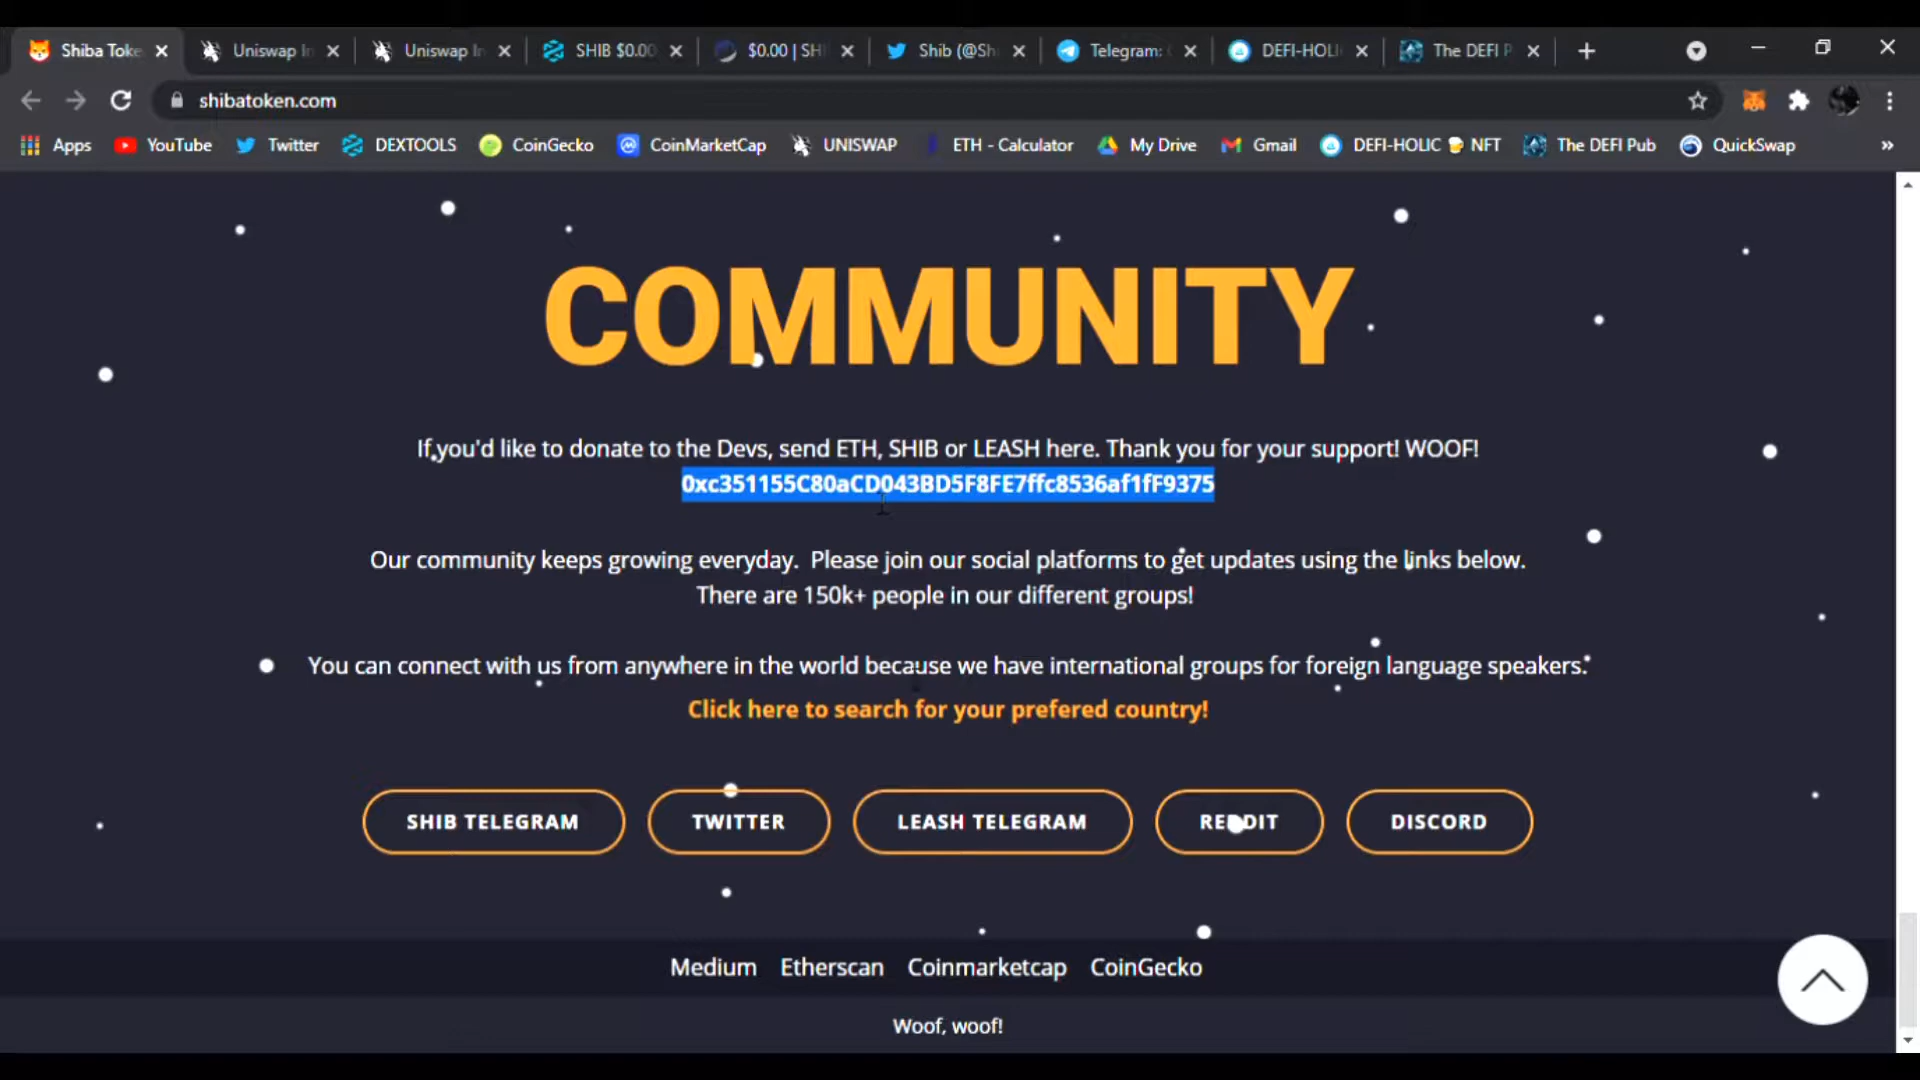 Shiba Toke
Uniswap In
Uniswap In
SHIB $0.00
$0.00 | SHI
Shib (@Sh
Telegram:
DEFI-HOLI
The DEFI P
shibatoken.com
Apps
YouTube
Twitter
DEXTOOLS
CoinGecko
CoinMarketCap
UNISWAP
ETH - Calculator
My Drive
Gmail
DEFI-HOLIC 🍺 NFT
The DEFI Pub
QuickSwap
»
COMMUNITY
If you'd like to donate to the Devs, send ETH, SHIB or LEASH here. Thank you for your support! WOOF!
0xc351155C80aCD043BD5F8FE7ffc8536af1fF9375
Our community keeps growing everyday.  Please join our social platforms to get updates using the links below.
There are 150k+ people in our different groups!
You can connect with us from anywhere in the world because we have international groups for foreign language speakers.
Click here to search for your prefered country!
SHIB TELEGRAM
TWITTER
LEASH TELEGRAM
REDDIT
DISCORD
Medium Etherscan Coinmarketcap CoinGecko
Woof, woof!